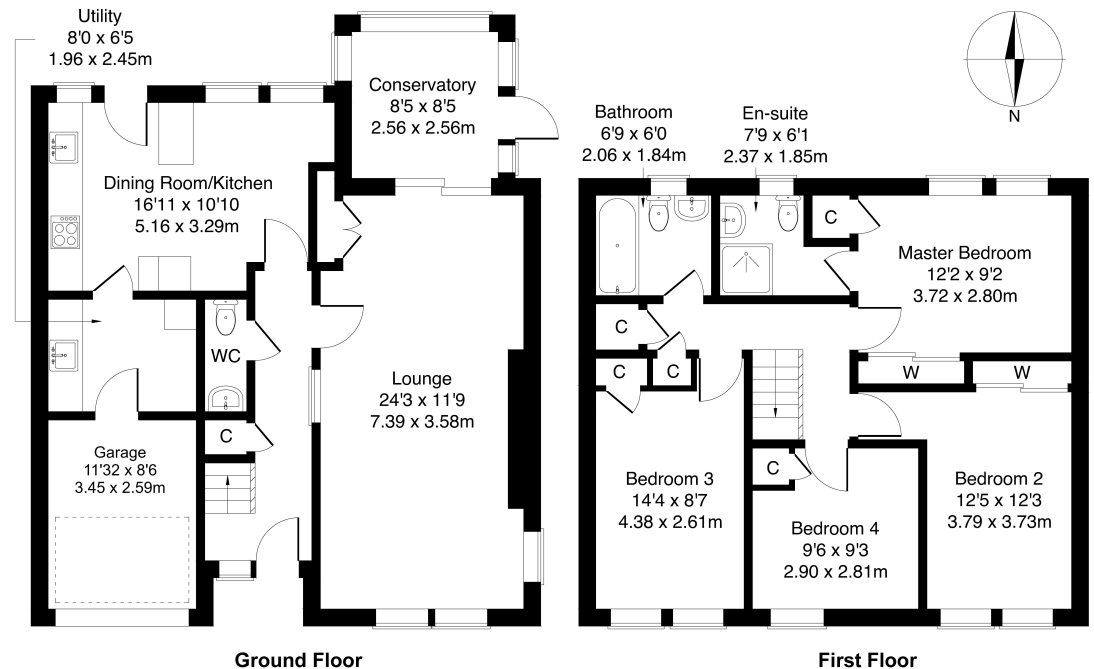 Utility
8'0 x 6'5
1.96 x 2.45m
Conservatory
8'5 x 8'5
2.56 x 2.56m
Dining Room/Kitchen
16'11 x 10'10
5.16 x 3.29m
WC
Lounge
24'3 x 11'9
7.39 x 3.58m
C
Garage
11'32 x 8'6
3.45 x 2.59m
Ground Floor
N
Bathroom
6'9 x 6'0
2.06 x 1.84m
En-suite
7'9 x 6'1
2.37 x 1.85m
C
Master Bedroom
12'2 x 9'2
3.72 x 2.80m
C
C
C
W
W
C
Bedroom 3
14'4 x 8'7
4.38 x 2.61m
Bedroom 4
9'6 x 9'3
2.90 x 2.81m
Bedroom 2
12'5 x 12'3
3.79 x 3.73m
First Floor